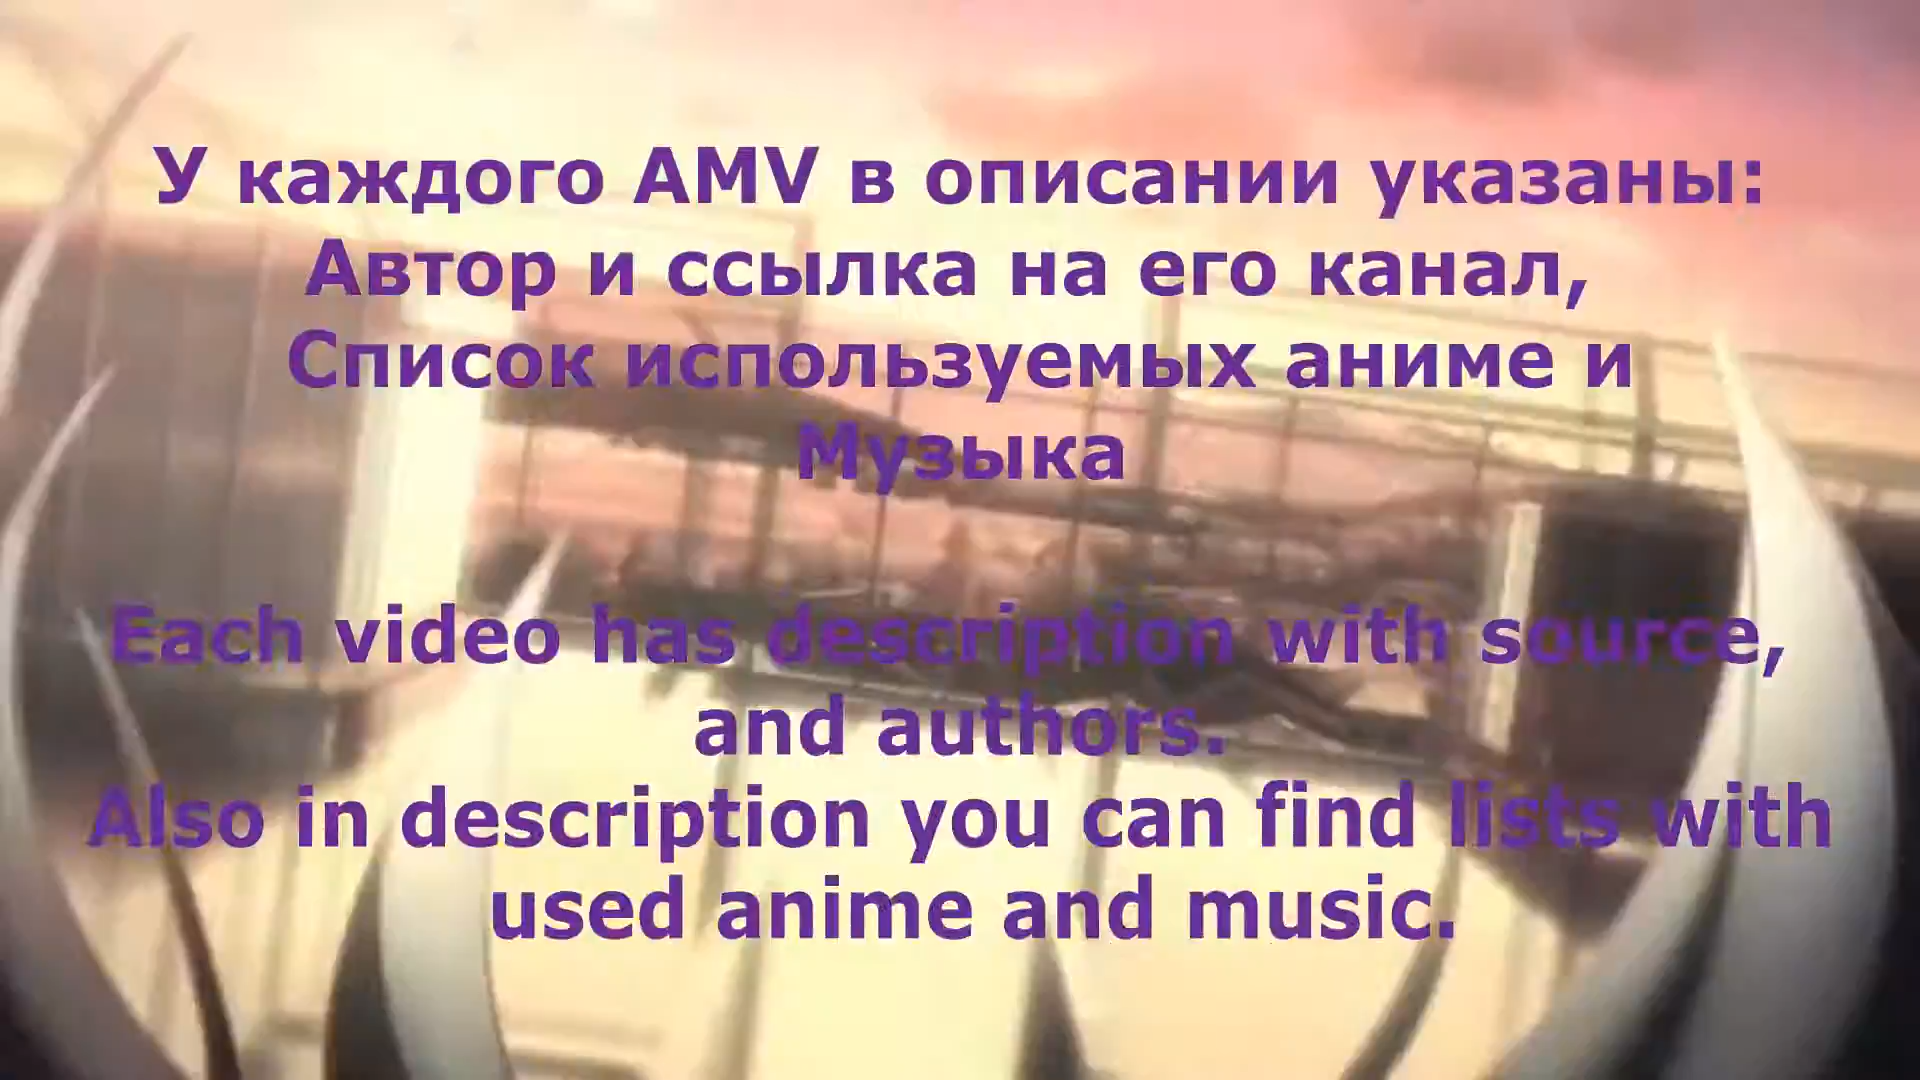 У каждого AMV в описании указаны:
Автор и ссылка на его канал,
Список используемых аниме и
Музыка
Each video has description with source,
and authors.
Also in description you can find lists with
used anime and music.